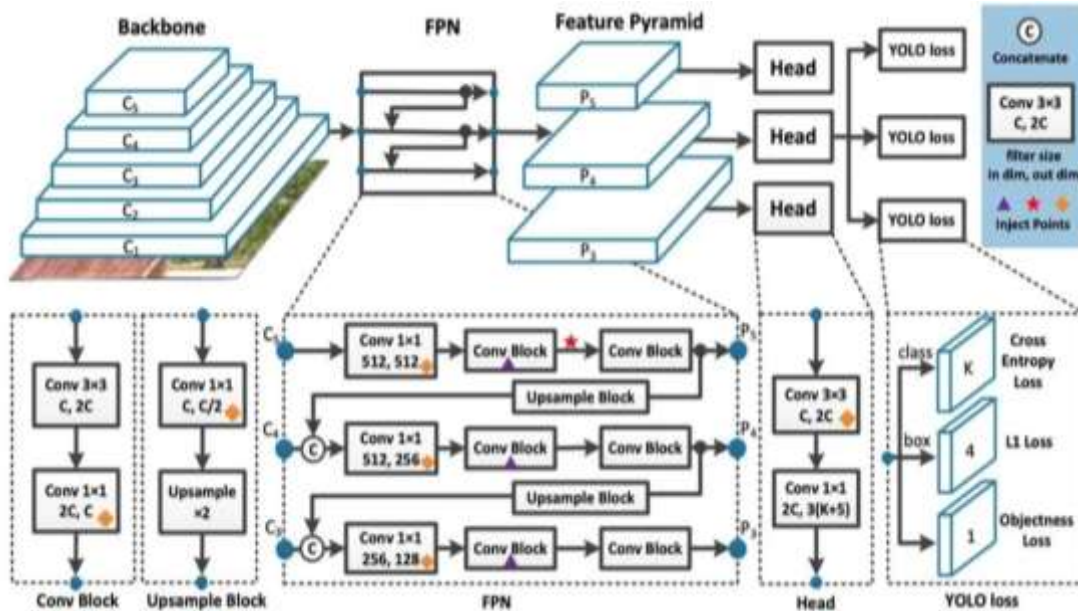 Backbone
FPN
Feature Pyramid
C5
C4
C3
C2
C1
P5
P4
P3
Head
Head
Head
YOLO loss
YOLO loss
YOLO loss
C
Concatenate
Conv 3×3
C, 2C
filter size
in dim, out dim
Inject Points
Conv 3×3
C, 2C
Conv 1×1
2C, C
Conv Block
Conv 1×1
C, C/2
Upsample
×2
Upsample Block
C5
Conv 1×1
512, 512
Conv Block
Conv Block
P5
Upsample Block
C4
C
Conv 1×1
512, 256
Conv Block
Conv Block
P4
Upsample Block
C3
C
Conv 1×1
256, 128
Conv Block
Conv Block
P3
FPN
Conv 3×3
C, 2C
Conv 1×1
2C, 3(K+5)
Head
class
K
Cross
Entropy
Loss
box
4
L1 Loss
1
Objectness
Loss
YOLO loss